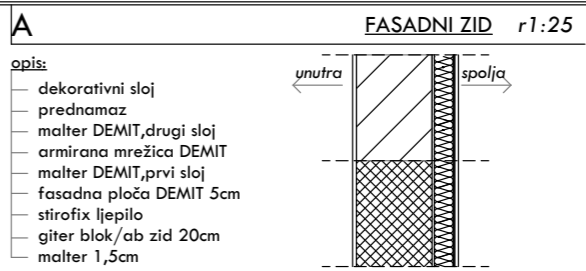 A FASADNI ZID r1:25
opis:
dekorativni sloj
prednamaz
malter DEMIT,drugi sloj
armirana mrežica DEMIT
malter DEMIT,prvi sloj
fasadna ploča DEMIT 5cm
stirofix ljepilo
giter blok/ab zid 20cm
malter 1,5cm
unutra
spolja